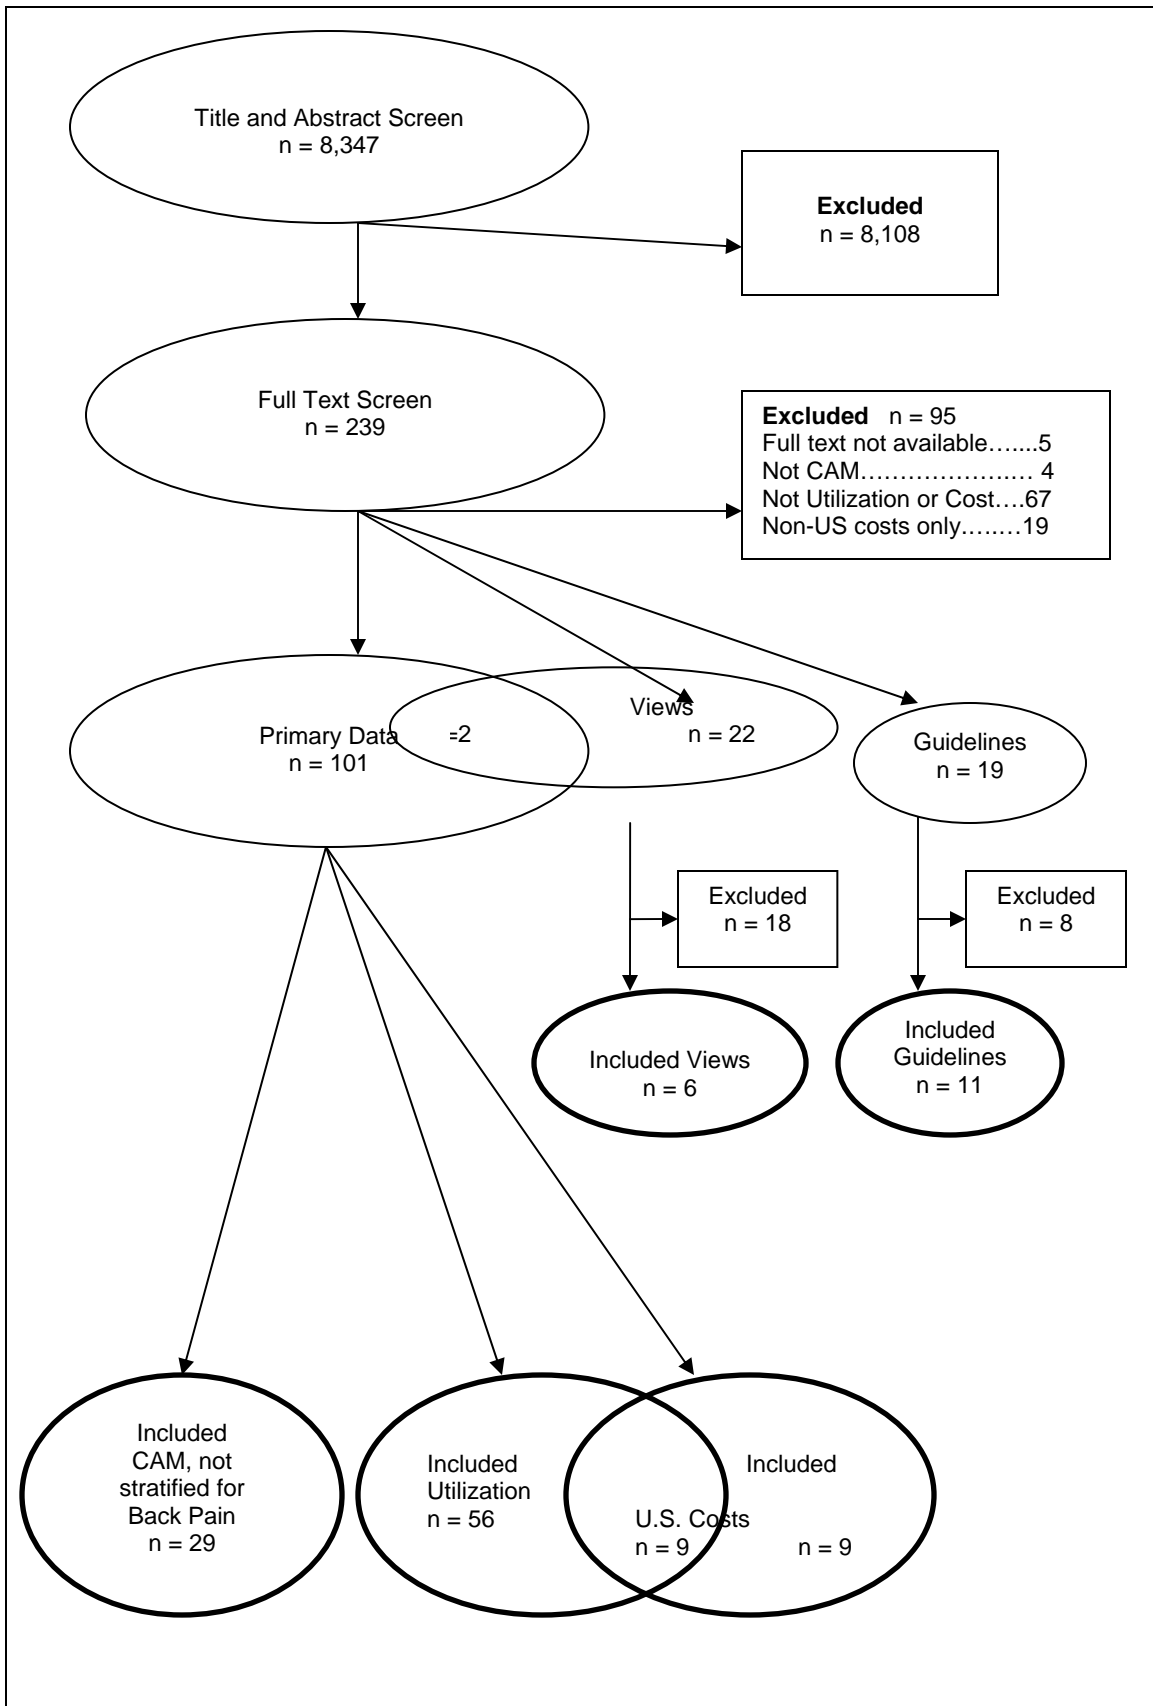 Title and Abstract Screen
n = 8,347
Excluded
n = 8,108
Full Text Screen
n = 239
Excluded n = 95
Full text not available…....5
Not CAM……………….… 4
Not Utilization or Cost….67
Non-US costs only…..….19
Primary Data
n = 101
=2
Views
n = 22
Guidelines
n = 19
Excluded
n = 18
Excluded
n = 8
Included Views
n = 6
Included
Guidelines
n = 11
Included
CAM, not
stratified for
Back Pain
n = 29
Included
Utilization
n = 56
Included
U.S. Costs
n = 9
n = 9